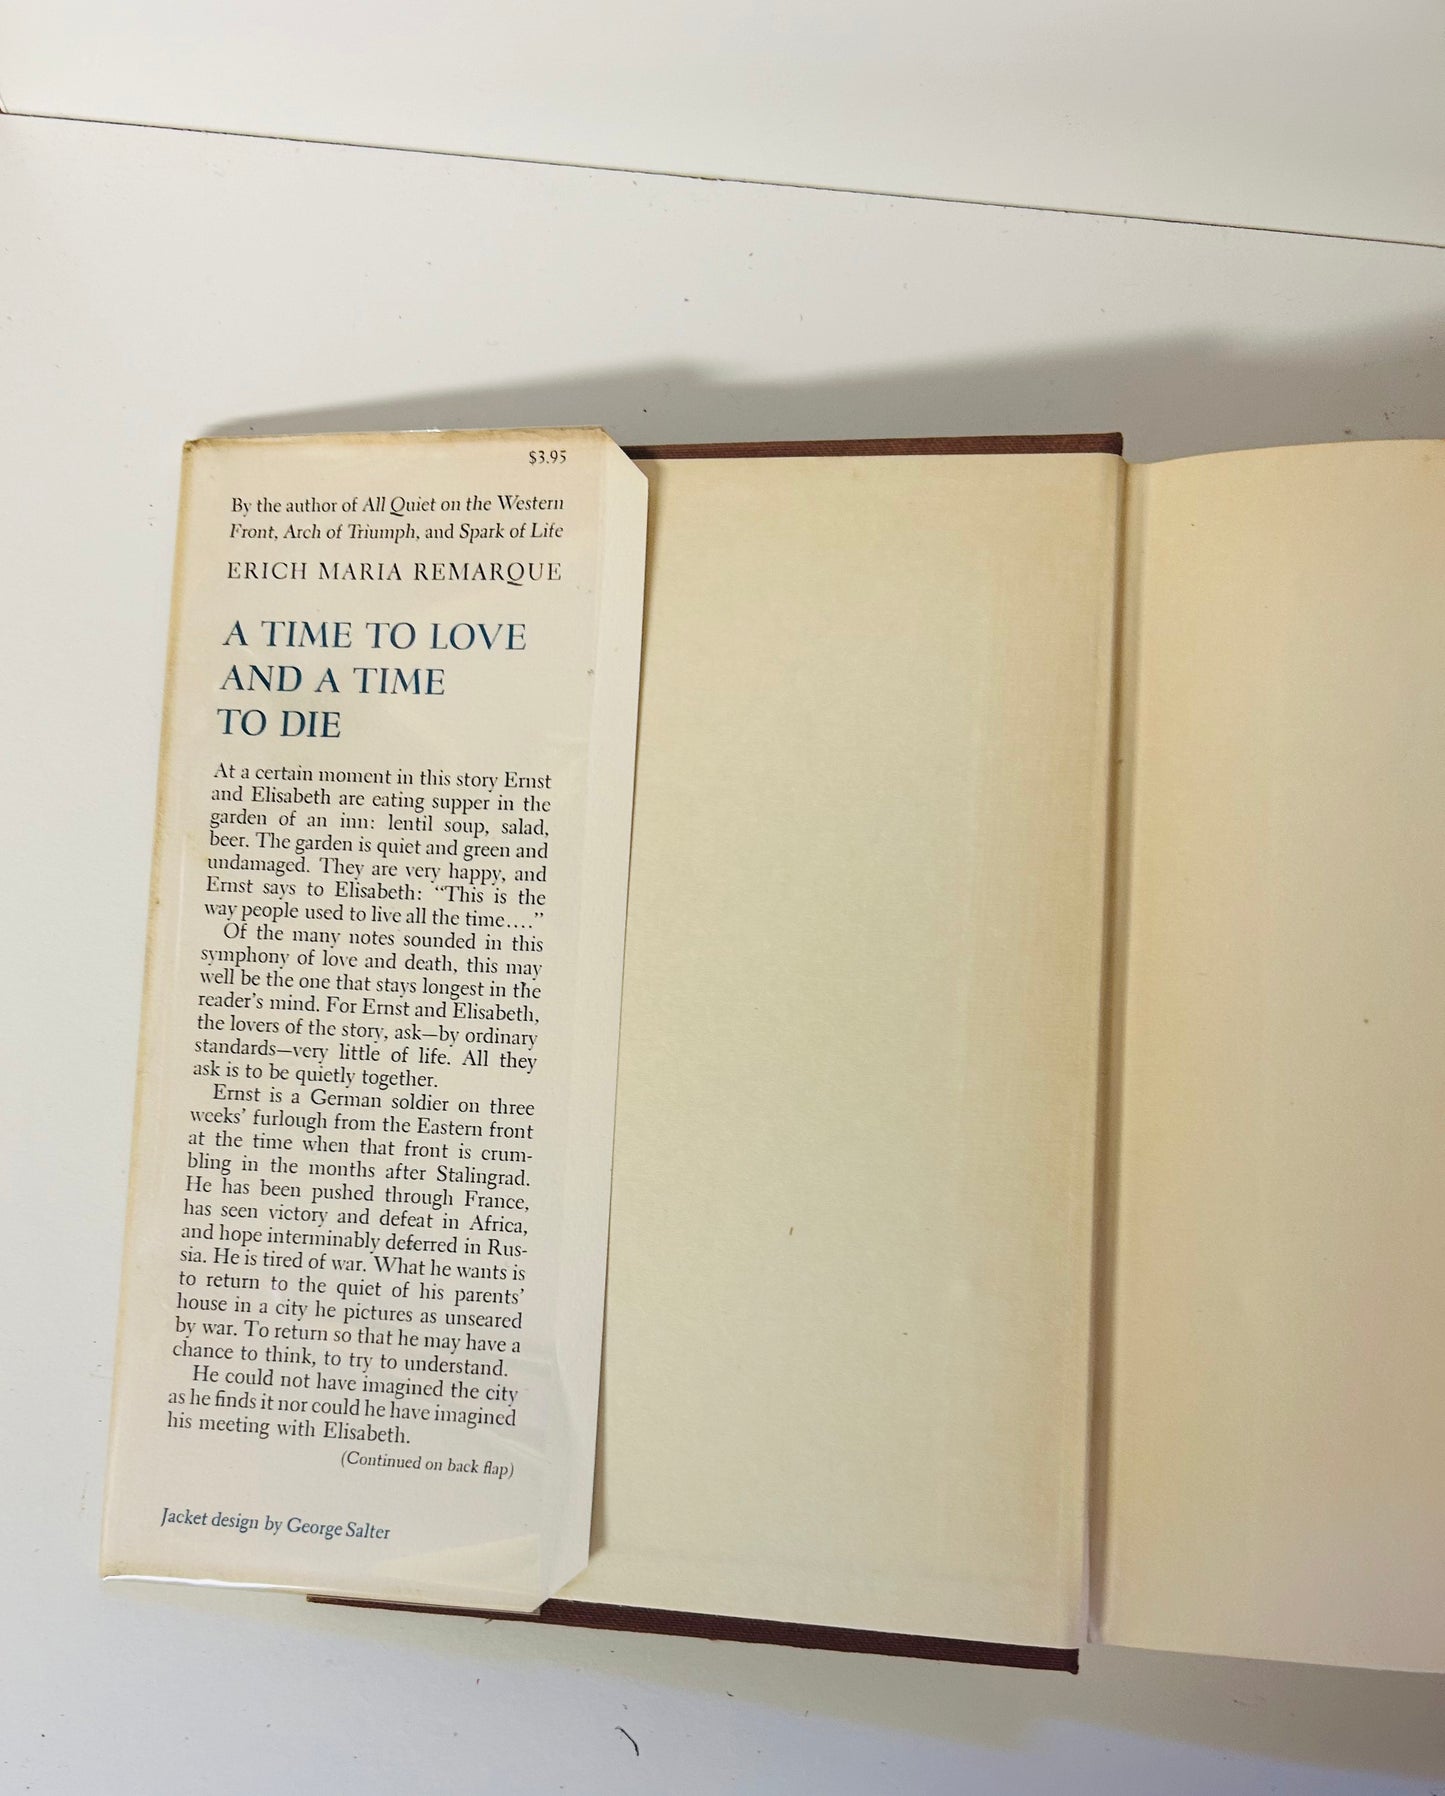 $3.95
By the author of All Quiet on the Western
Front, Arch of Triumph, and Spark of Life
ERICH MARIA REMARQUE
A TIME TO LOVE
AND A TIME
TO DIE
At a certain moment in this story Ernst
and Elisabeth are eating supper in the
garden of an inn: lentil soup, salad,
beer. The garden is quiet and green and
undamaged. They are very happy, and
Ernst says to Elisabeth: “This is the
way people used to live all the time....”
Of the many notes sounded in this
symphony of love and death, this may
well be the one that stays longest in the
reader’s mind. For Ernst and Elisabeth,
the lovers of the story, ask—by ordinary
standards—very little of life. All they
ask is to be quietly together.
Ernst is a German soldier on three
weeks’ furlough from the Eastern front
at the time when that front is crum-
bling in the months after Stalingrad.
He has been pushed through France,
has seen victory and defeat in Africa,
and hope interminably deferred in Rus-
sia. He is tired of war. What he wants is
to return to the quiet of his parents’
house in a city he pictures as unseared
by war. To return so that he may have a
chance to think, to try to understand.
He could not have imagined the city
as he finds it nor could he have imagined
his meeting with Elisabeth.
(Continued on back flap)
Jacket design by George Salter